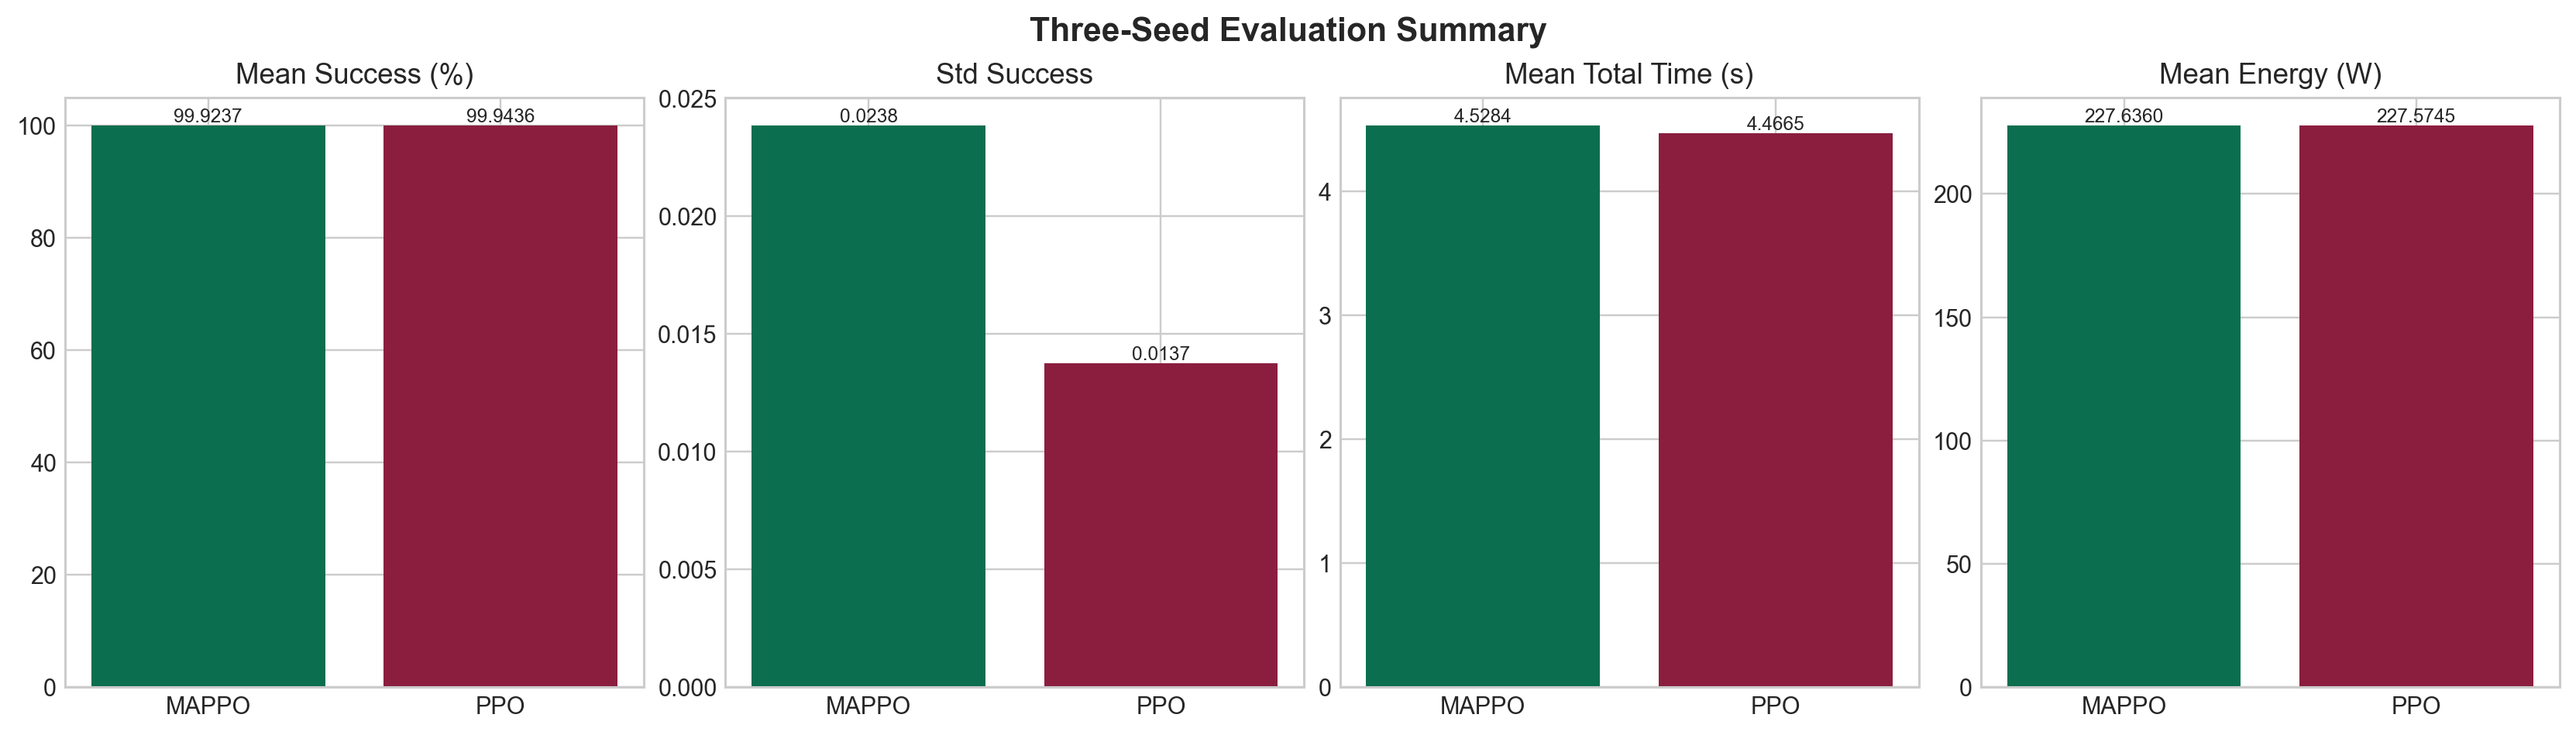 Three-Seed Evaluation Summary
Mean Success (%)
100
80
60
40
20
0
99.9237
99.9436
MAPPO
PPO
Std Success
0.025
0.020
0.015
0.010
0.005
0.000
0.0238
0.0137
MAPPO
PPO
Mean Total Time (s)
4
3
2
1
0
4.5284
4.4665
MAPPO
PPO
Mean Energy (W)
200
150
100
50
0
227.6360
227.5745
MAPPO
PPO